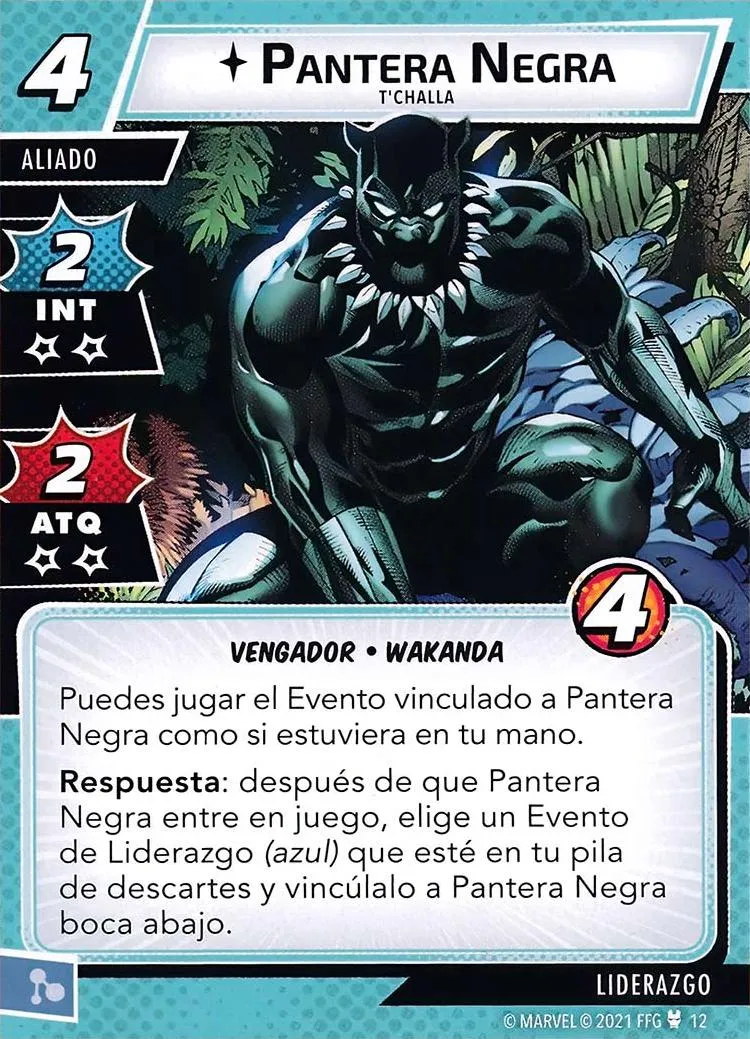 4
PANTERA NEGRA
T'CHALLA
ALIADO
2
INT
2
ATQ
4
VENGADOR • WAKANDA
Puedes jugar el Evento vinculado a Pantera
Negra como si estuviera en tu mano.
Respuesta: después de que Pantera
Negra entre en juego, elige un Evento
de Liderazgo (azul) que esté en tu pila
de descartes y vincúlalo a Pantera Negra
boca abajo.
LIDERAZGO
© MARVEL © 2021 FFG 12